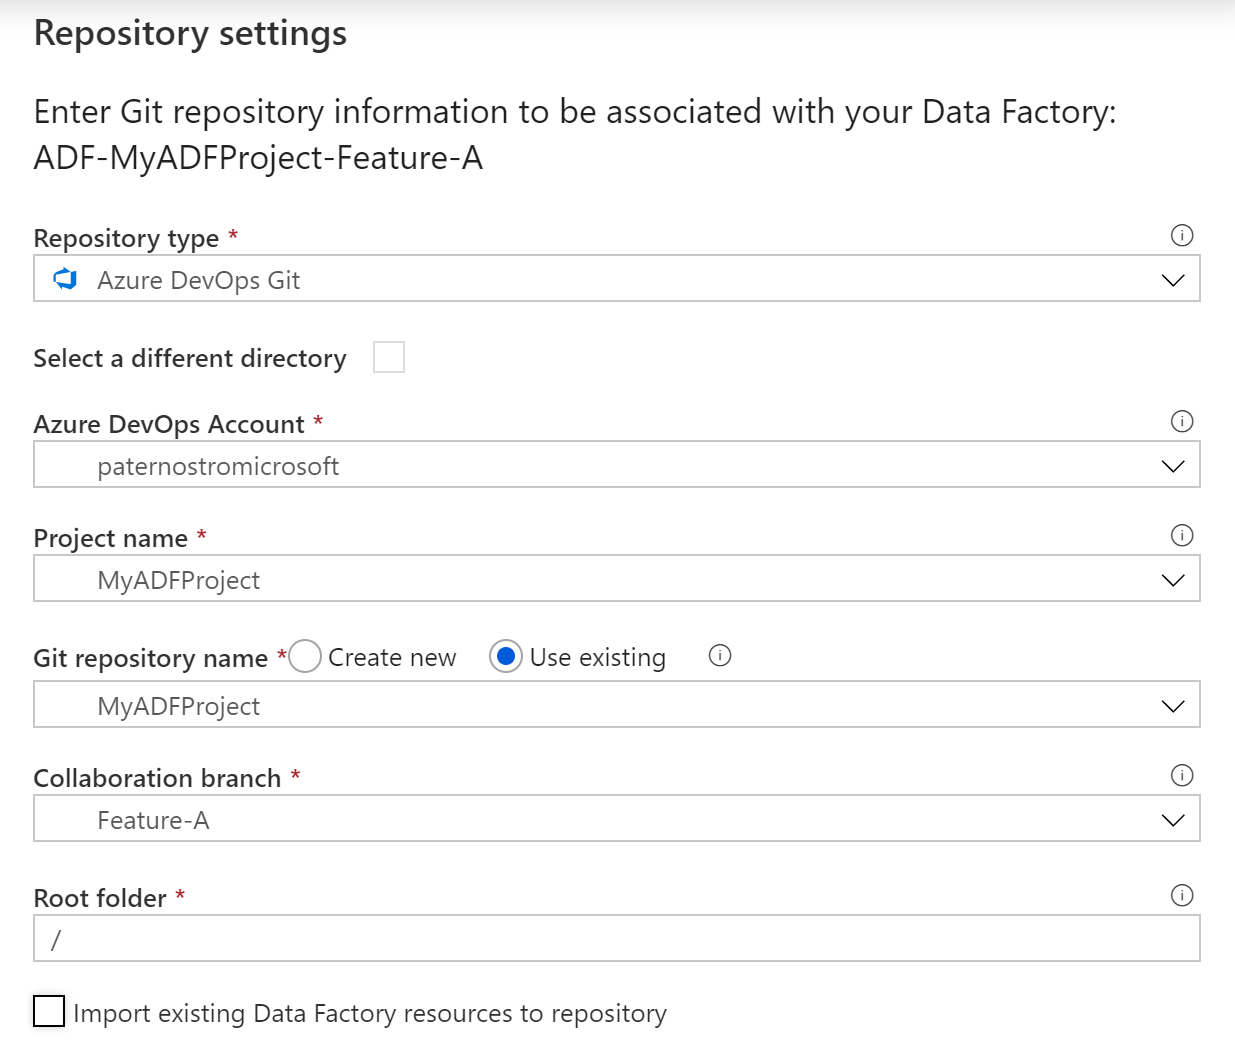 Repository settings
Enter Git repository information to be associated with your Data Factory:
ADF-MyADFProject-Feature-A
Repository type *
Azure DevOps Git
Select a different directory
Azure DevOps Account *
paternostromicrosoft
Project name *
MyADFProject
Git repository name * Create new Use existing
MyADFProject
Collaboration branch *
Feature-A
Root folder *
/
Import existing Data Factory resources to repository